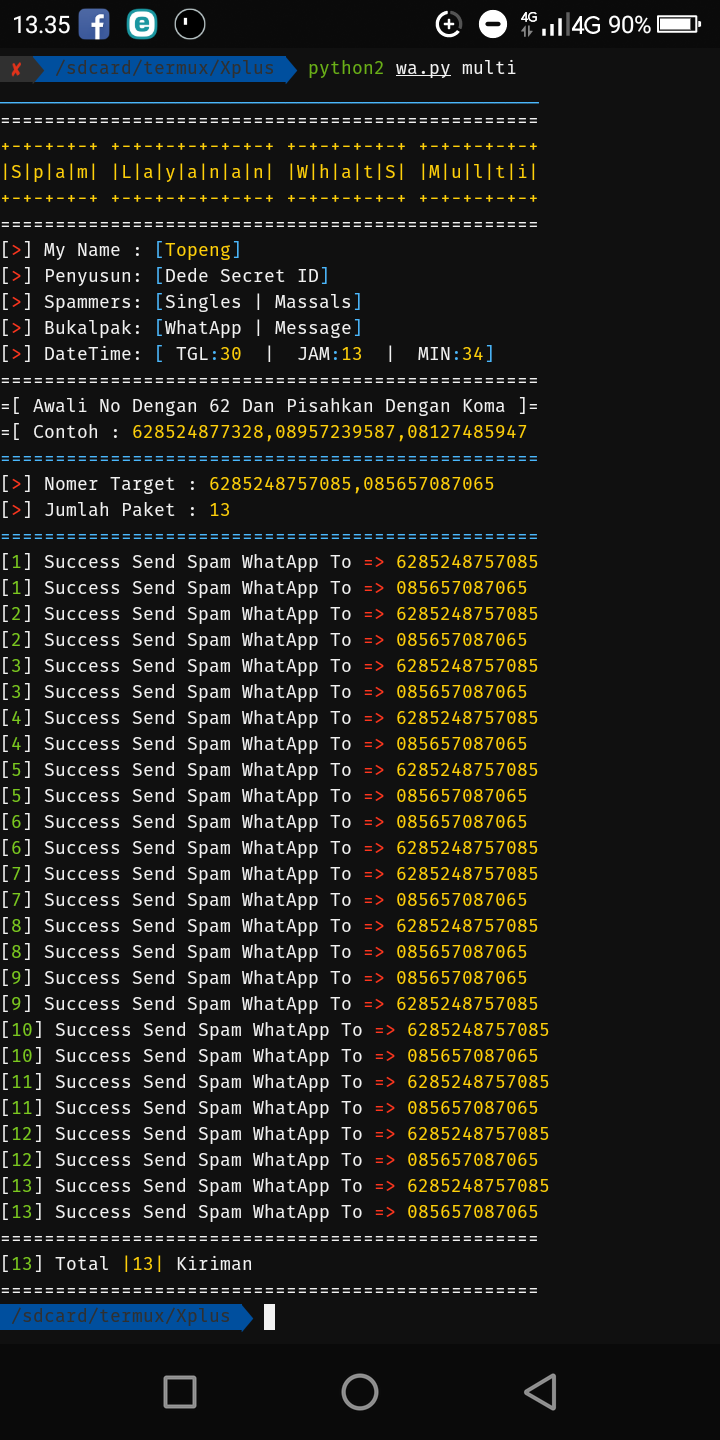 13.35 4G 4G 90%
✘ /sdcard/termux/Xplus python2 wa.py multi
=================================================
+-+-+-+-+ +-+-+-+-+-+-+-+ +-+-+-+-+-+ +-+-+-+-+-+
|S|p|a|m| |L|a|y|a|n|a|n| |W|h|a|t|S| |M|u|l|t|i|
+-+-+-+-+ +-+-+-+-+-+-+-+ +-+-+-+-+-+ +-+-+-+-+-+
=================================================
[>] My Name : [Topeng]
[>] Penyusun: [Dede Secret ID]
[>] Spammers: [Singles | Massals]
[>] Bukalpak: [WhatApp | Message]
[>] DateTime: [ TGL:30 | JAM:13 | MIN:34]
=================================================
=[ Awali No Dengan 62 Dan Pisahkan Dengan Koma ]=
=[ Contoh : 628524877328,08957239587,08127485947
=================================================
[>] Nomer Target : 6285248757085,085657087065
[>] Jumlah Paket : 13
=================================================
[1] Success Send Spam WhatApp To => 6285248757085
[1] Success Send Spam WhatApp To => 085657087065
[2] Success Send Spam WhatApp To => 6285248757085
[2] Success Send Spam WhatApp To => 085657087065
[3] Success Send Spam WhatApp To => 6285248757085
[3] Success Send Spam WhatApp To => 085657087065
[4] Success Send Spam WhatApp To => 6285248757085
[4] Success Send Spam WhatApp To => 085657087065
[5] Success Send Spam WhatApp To => 6285248757085
[5] Success Send Spam WhatApp To => 085657087065
[6] Success Send Spam WhatApp To => 085657087065
[6] Success Send Spam WhatApp To => 6285248757085
[7] Success Send Spam WhatApp To => 6285248757085
[7] Success Send Spam WhatApp To => 085657087065
[8] Success Send Spam WhatApp To => 6285248757085
[8] Success Send Spam WhatApp To => 085657087065
[9] Success Send Spam WhatApp To => 085657087065
[9] Success Send Spam WhatApp To => 6285248757085
[10] Success Send Spam WhatApp To => 6285248757085
[10] Success Send Spam WhatApp To => 085657087065
[11] Success Send Spam WhatApp To => 6285248757085
[11] Success Send Spam WhatApp To => 085657087065
[12] Success Send Spam WhatApp To => 6285248757085
[12] Success Send Spam WhatApp To => 085657087065
[13] Success Send Spam WhatApp To => 6285248757085
[13] Success Send Spam WhatApp To => 085657087065
=================================================
[13] Total |13| Kiriman
=================================================
/sdcard/termux/Xplus